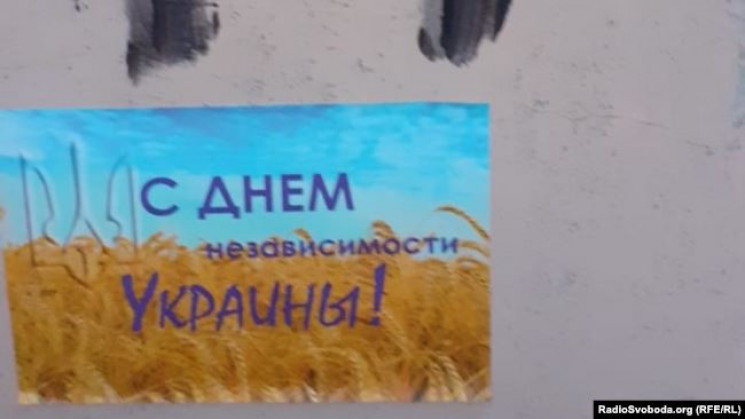 С ДНЕМ
независимости
Украины!
RadioSvoboda.org (RFE/RL)